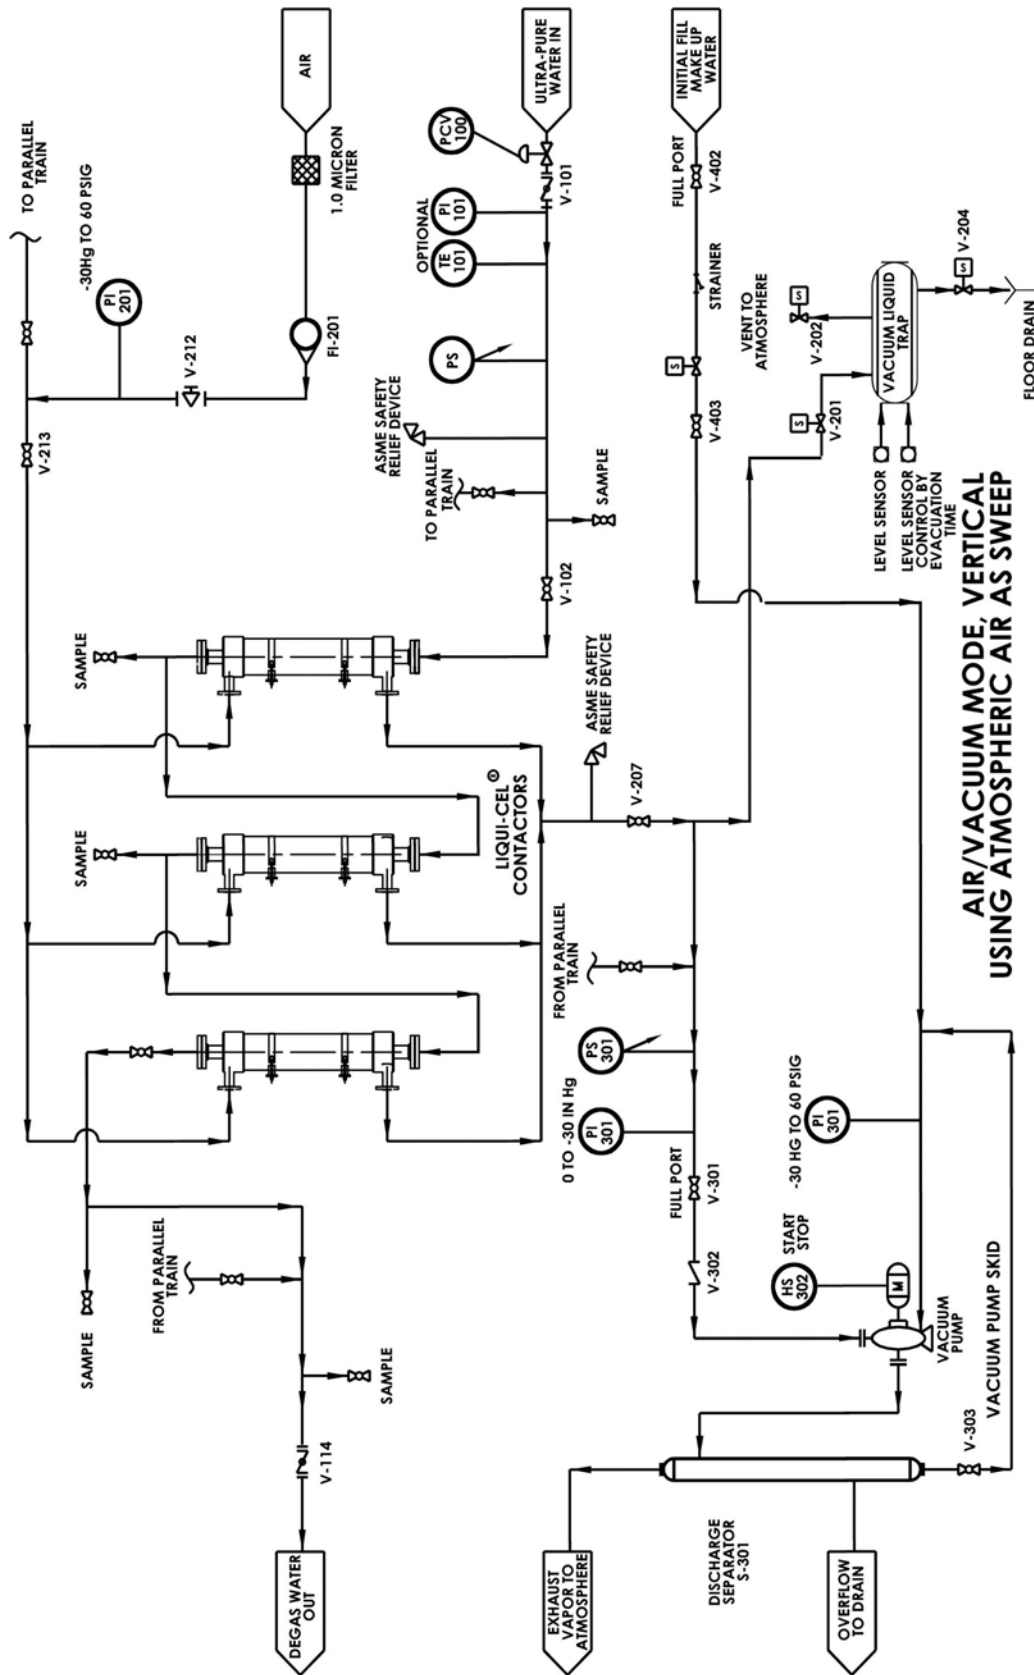 TO PARALLEL
TRAIN
-30Hg TO 60 PSIG
PI
201
V-212
AIR
1.0 MICRON
FILTER
FI-201
V-213
SAMPLE
SAMPLE
OPTIONAL
PCV
100
PI
101
TE
101
PS
V-101
ULTRA-PURE
WATER IN
ASME SAFETY
RELIEF DEVICE
TO PARALLEL
TRAIN
SAMPLE
V-102
INITIAL FILL
MAKE UP
WATER
FULL PORT
V-402
STRAINER
S
V-403
LIQUI-CEL®
CONTACTORS
ASME SAFETY
RELIEF DEVICE
V-207
VENT TO
ATMOSPHERE
S
V-202
S
V-201
VACUUM LIQUID
TRAP
S
V-204
FLOOR DRAIN
LEVEL SENSOR
LEVEL SENSOR
CONTROL BY
EVACUATION
TIME
FROM PARALLEL
TRAIN
PS
301
0 TO -30 IN Hg
PI
301
FULL PORT
V-301
V-302
-30 HG TO 60 PSIG
PI
301
START
STOP
HS
302
M
VACUUM
PUMP
VACUUM PUMP SKID
V-303
SAMPLE
FROM PARALLEL
TRAIN
SAMPLE
V-114
DEGAS WATER
OUT
EXHAUST
VAPOR TO
ATMOSPHERE
DISCHARGE
SEPARATOR
S-301
OVERFLOW
TO DRAIN
AIR/VACUUM MODE, VERTICAL
USING ATMOSPHERIC AIR AS SWEEP